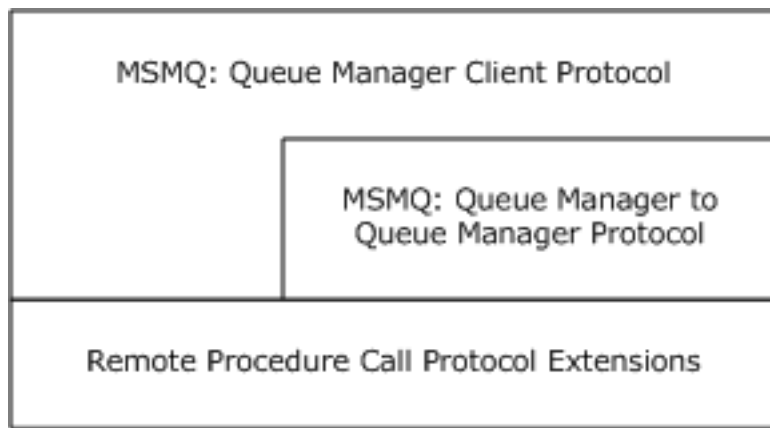 MSMQ: Queue Manager Client Protocol
MSMQ: Queue Manager to
Queue Manager Protocol
Remote Procedure Call Protocol Extensions